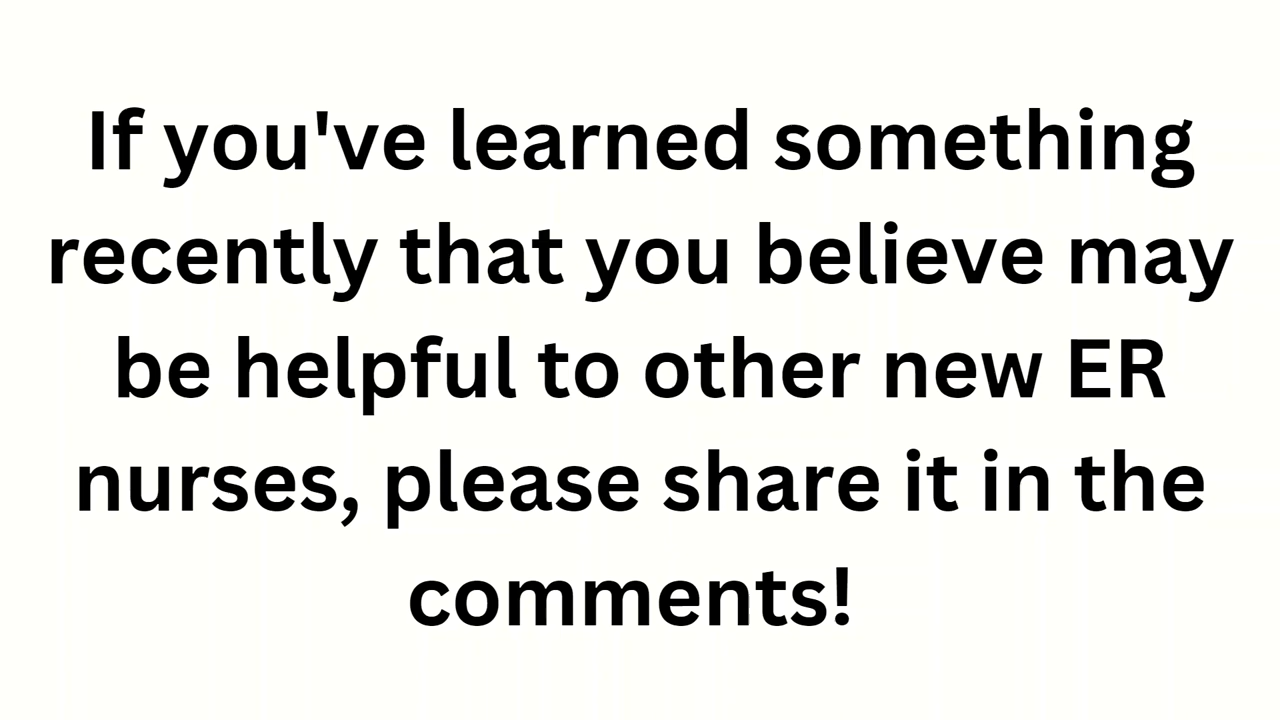 If you've learned something
recently that you believe may
be helpful to other new ER
nurses, please share it in the
comments!